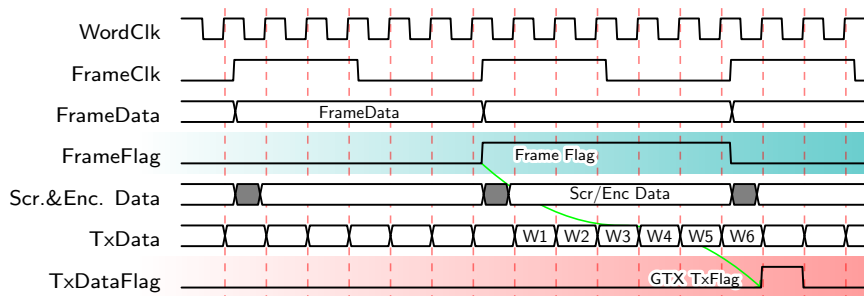 WordClk
FrameClk
FrameData FrameData
FrameFlag Frame Flag
Scr.&Enc. Data Scr/Enc Data
TxData W1 W2 W3 W4 W5 W6
TxDataFlag GTX TxFlag